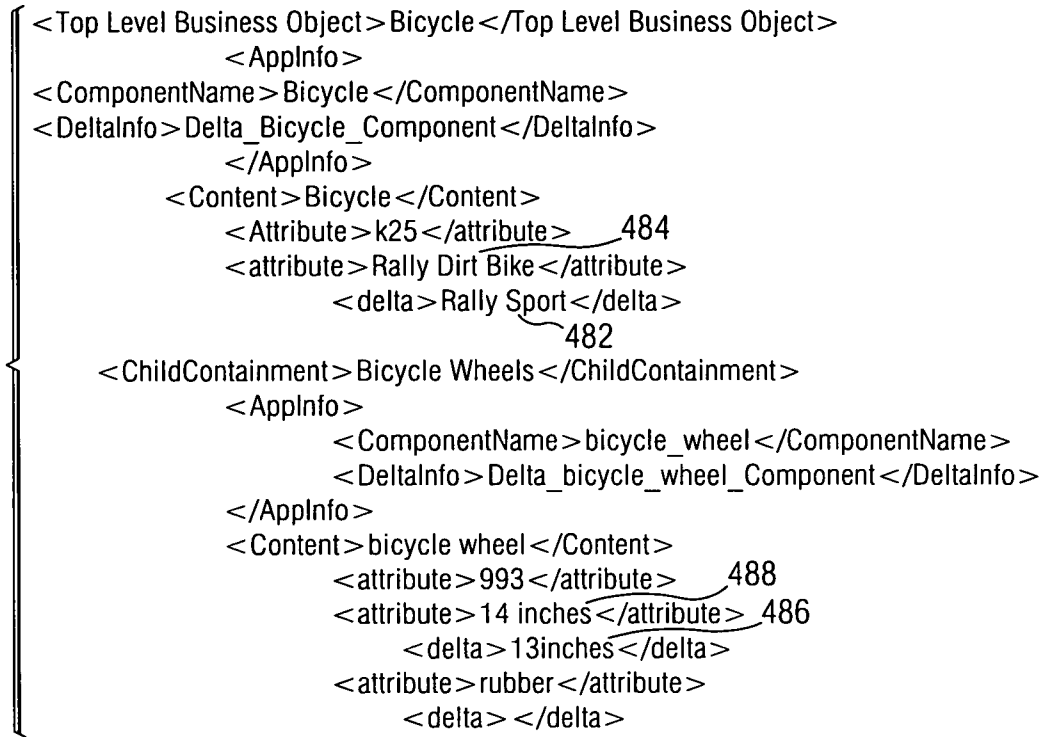 <Top Level Business Object>Bicycle</Top Level Business Object>
<AppInfo>
<ComponentName>Bicycle</ComponentName>
<DeltaInfo>Delta_Bicycle_Component</DeltaInfo>
</AppInfo>
<Content>Bicycle</Content>
<Attribute>k25</attribute> 484
<attribute>Rally Dirt Bike</attribute>
<delta>Rally Sport</delta>
482
<ChildContainment>Bicycle Wheels</ChildContainment>
<AppInfo>
<ComponentName>bicycle_wheel</ComponentName>
<DeltaInfo>Delta_bicycle_wheel_Component</DeltaInfo>
</AppInfo>
<Content>bicycle wheel</Content>
<attribute>993</attribute> 488
<attribute>14 inches</attribute> 486
<delta>13inches</delta>
<attribute>rubber</attribute>
<delta> </delta>